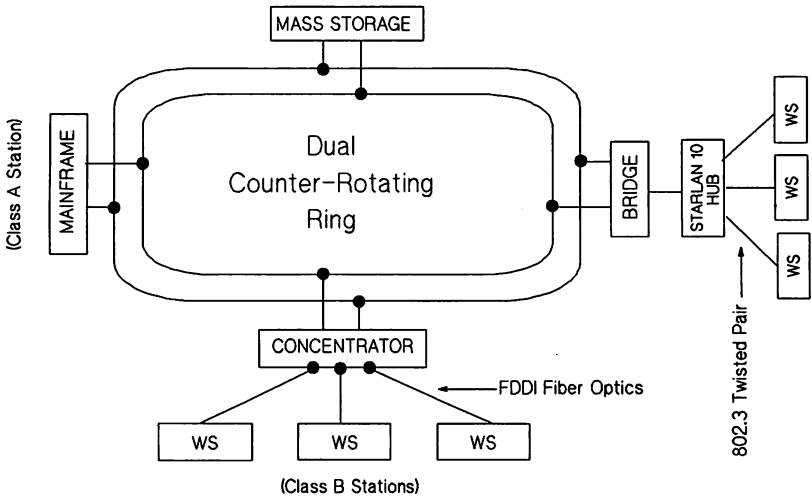 MASS STORAGE
(Class A Station)
MAINFRAME
Dual
Counter-Rotating
Ring
BRIDGE
STARLAN 10
HUB
WS
WS
WS
802.3 Twisted Pair
CONCENTRATOR
FDDI Fiber Optics
WS
WS
WS
(Class B Stations)